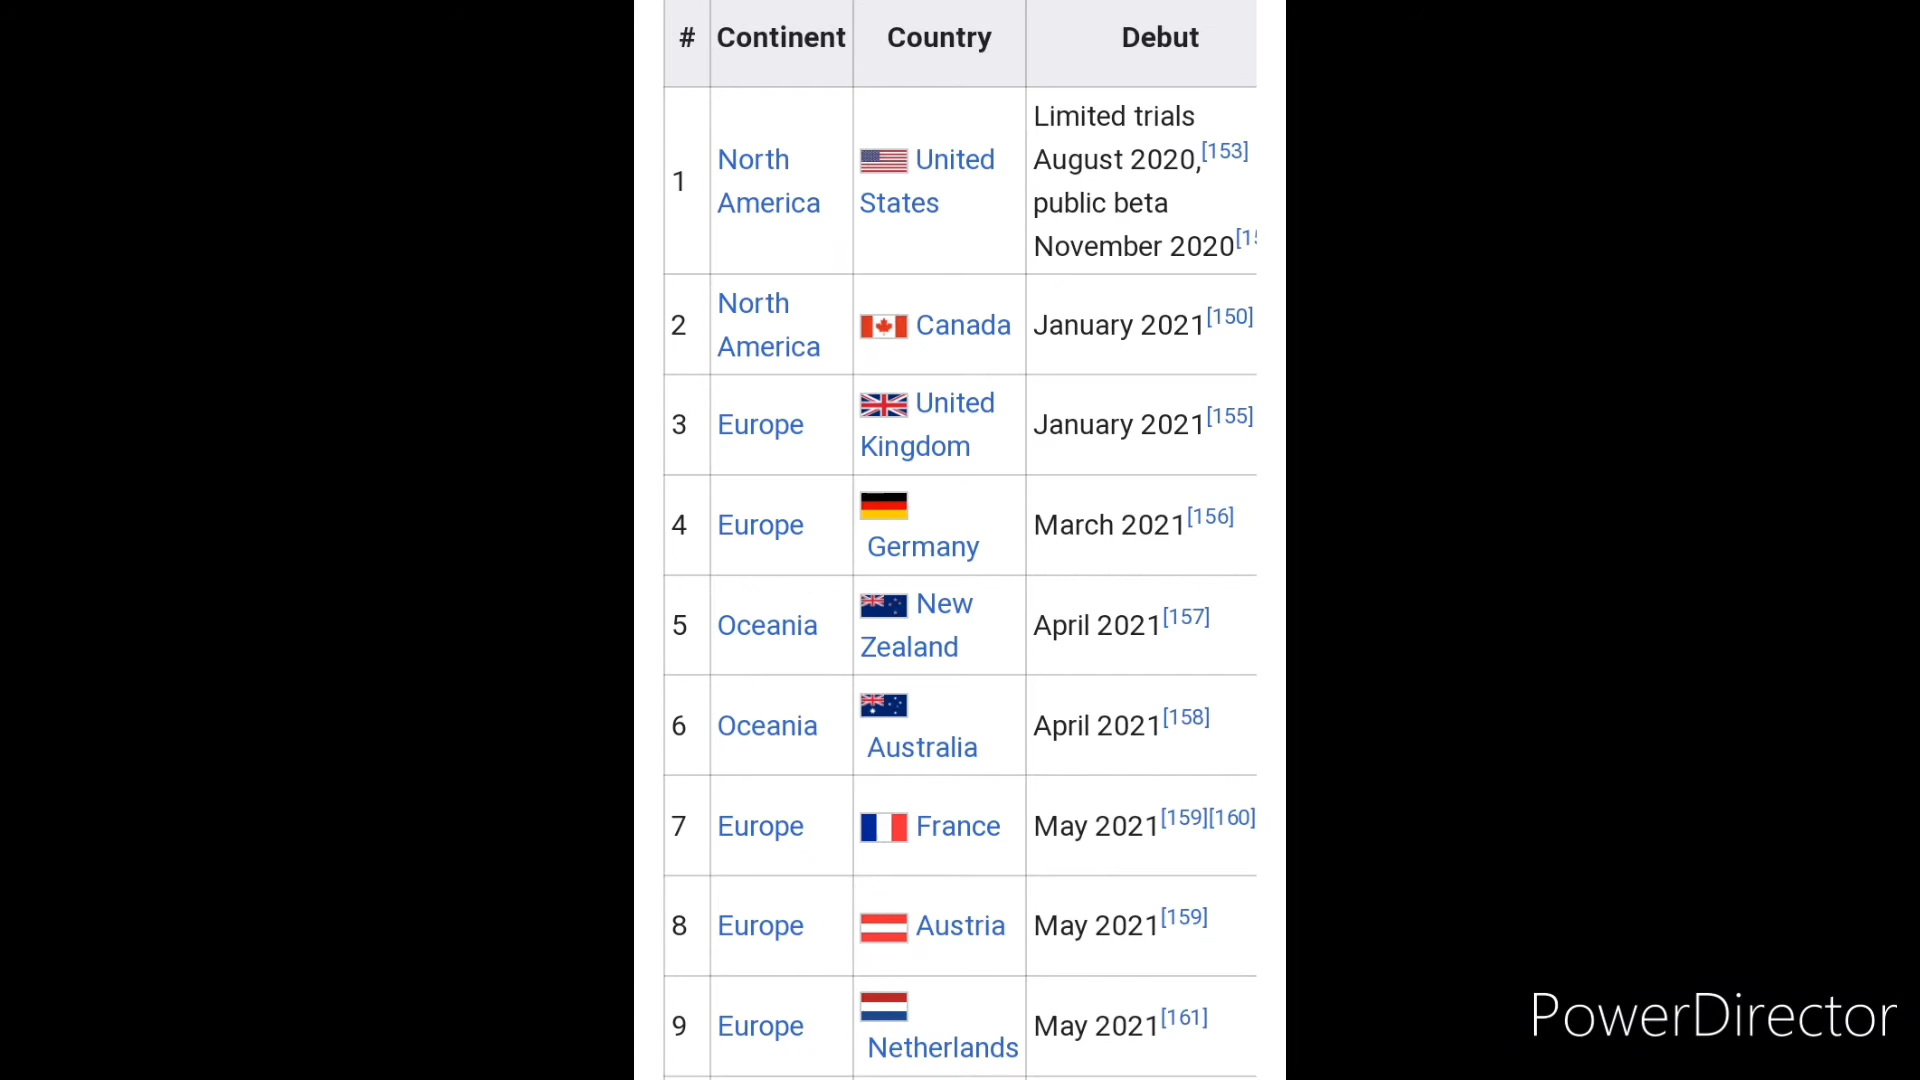 # Continent Country Debut
1 North America United States Limited trials August 2020,[153] public beta November 2020
2 North America Canada January 2021[150]
3 Europe United Kingdom January 2021[155]
4 Europe Germany March 2021[156]
5 Oceania New Zealand April 2021[157]
6 Oceania Australia April 2021[158]
7 Europe France May 2021[159][160]
8 Europe Austria May 2021[159]
9 Europe Netherlands May 2021[161]
PowerDirector